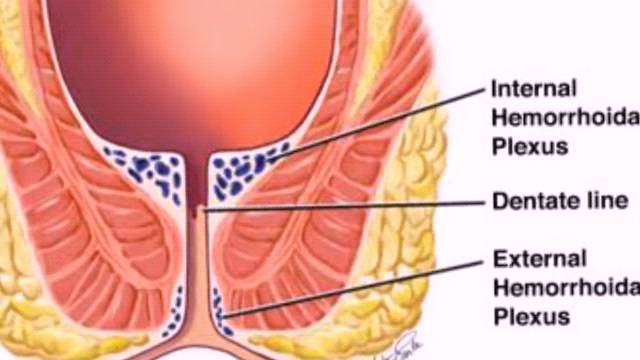 Internal
Hemorrhoida
Plexus
Dentate line
External
Hemorrhoida
Plexus